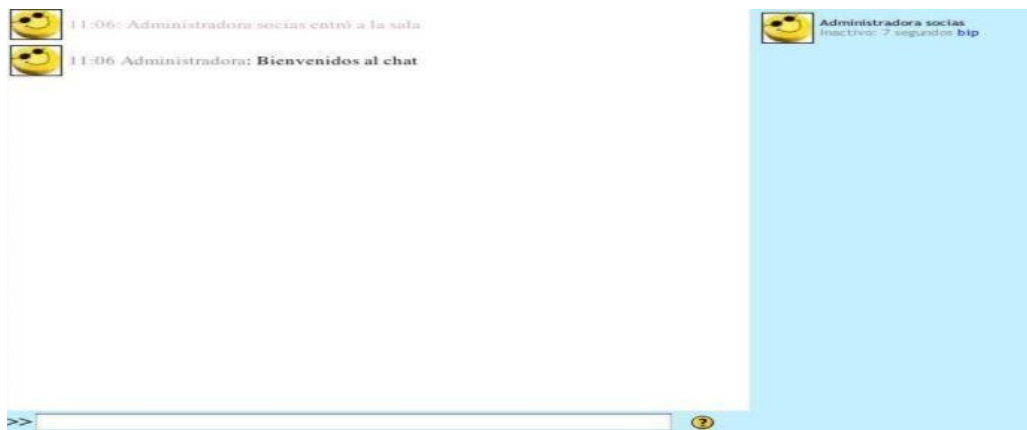 11:06: Administradora socias entró a la sala
11:06 Administradora: Bienvenidos al chat
Administradora socias
Inactivo: 7 segundos bip
>>
?